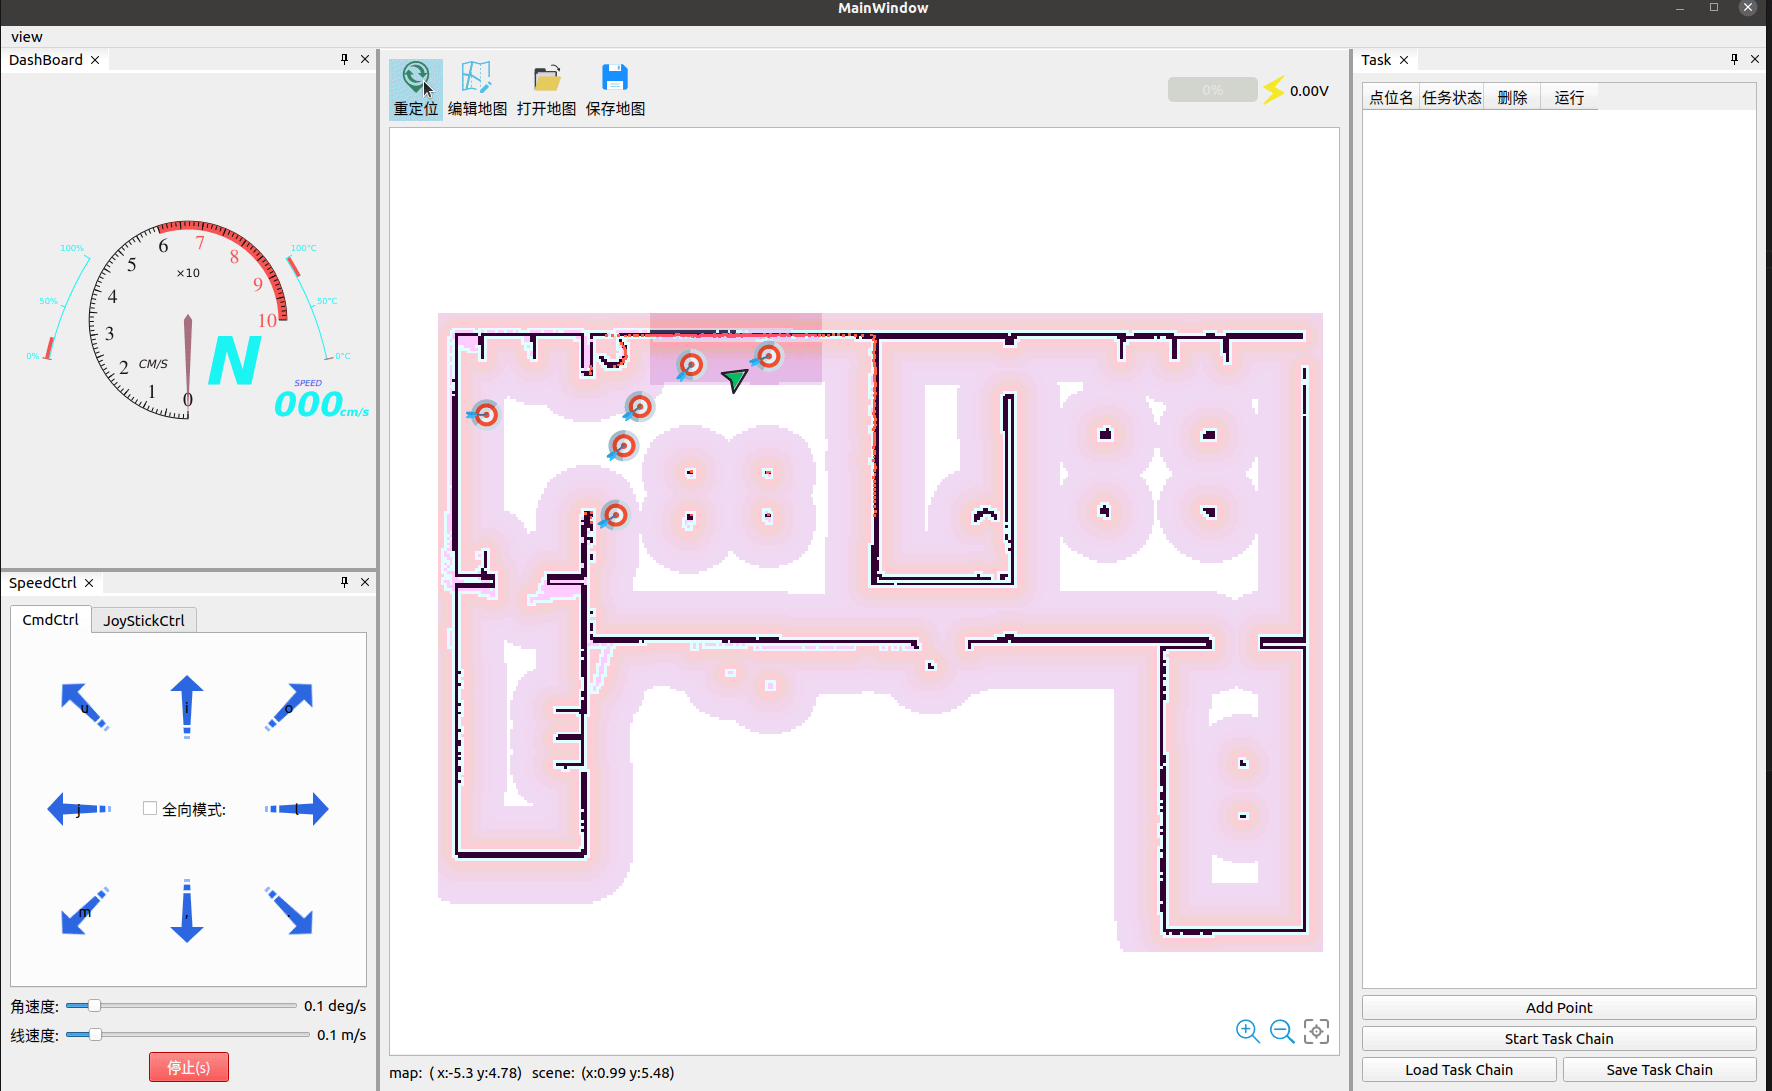 MainWindow
view
DashBoard
重定位
编辑地图
打开地图
保存地图
0%
0.00V
Task
点位名
任务状态
删除
运行
100%
50%
0%
0
1
2
3
4
5
6
7
8
9
10
×10
CM/S
N
SPEED
000cm/s
100°C
50°C
0°C
SpeedCtrl
CmdCtrl
JoyStickCtrl
u
i
o
j
全向模式:
l
m
,
.
角速度:
0.1 deg/s
线速度:
0.1 m/s
停止(s)
map: ( x:-5.3 y:4.78) scene: (x:0.99 y:5.48)
Add Point
Start Task Chain
Load Task Chain
Save Task Chain